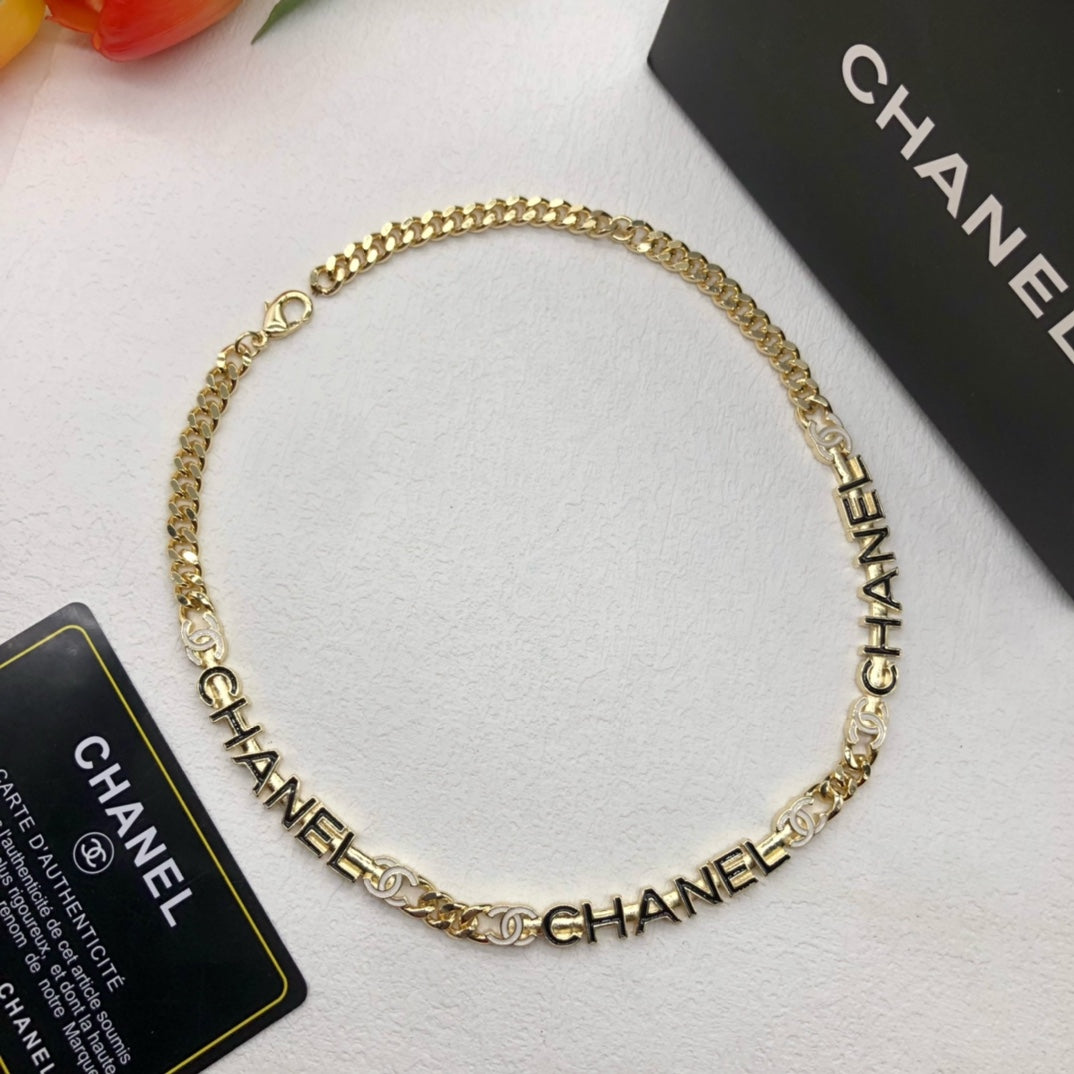 CHANEL
CHANEL
CHANEL
CHANEL
CHANEL
CARTE D'AUTHENTICITÉ
l'authenticité de cet article soumis
plus rigoureux, et dont la haute
renom de notre Marque
CHANEL